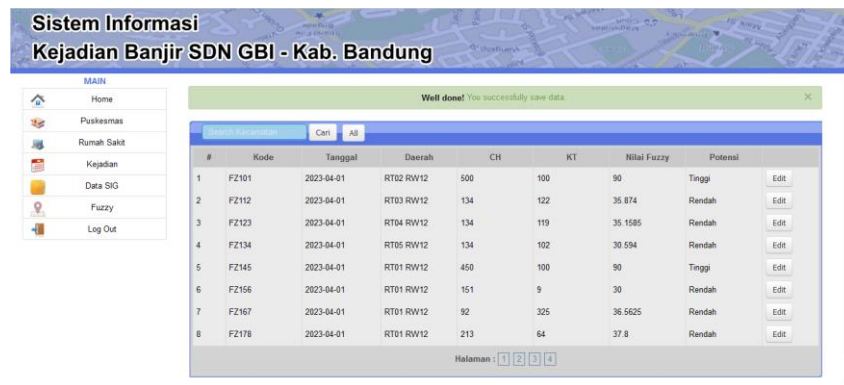 Sistem Informasi
Kejadian Banjir SDN GBI - Kab. Bandung
MAIN
Home
Puskesmas
Rumah Sakit
Kejadian
Data SIG
Fuzzy
Log Out
Well done! You successfully save data. ×
Search Kecamatan Cari All
# Kode Tanggal Daerah CH KT Nilai Fuzzy Potensi
1 FZ101 2023-04-01 RT02 RW12 500 100 90 Tinggi Edit
2 FZ112 2023-04-01 RT03 RW12 134 122 35.874 Rendah Edit
3 FZ123 2023-04-01 RT04 RW12 134 119 35.1585 Rendah Edit
4 FZ134 2023-04-01 RT05 RW12 134 102 30.594 Rendah Edit
5 FZ145 2023-04-01 RT01 RW12 450 100 90 Tinggi Edit
6 FZ156 2023-04-01 RT01 RW12 151 9 30 Rendah Edit
7 FZ167 2023-04-01 RT01 RW12 92 325 36.5625 Rendah Edit
8 FZ178 2023-04-01 RT01 RW12 213 64 37.8 Rendah Edit
Halaman : 1 2 3 4